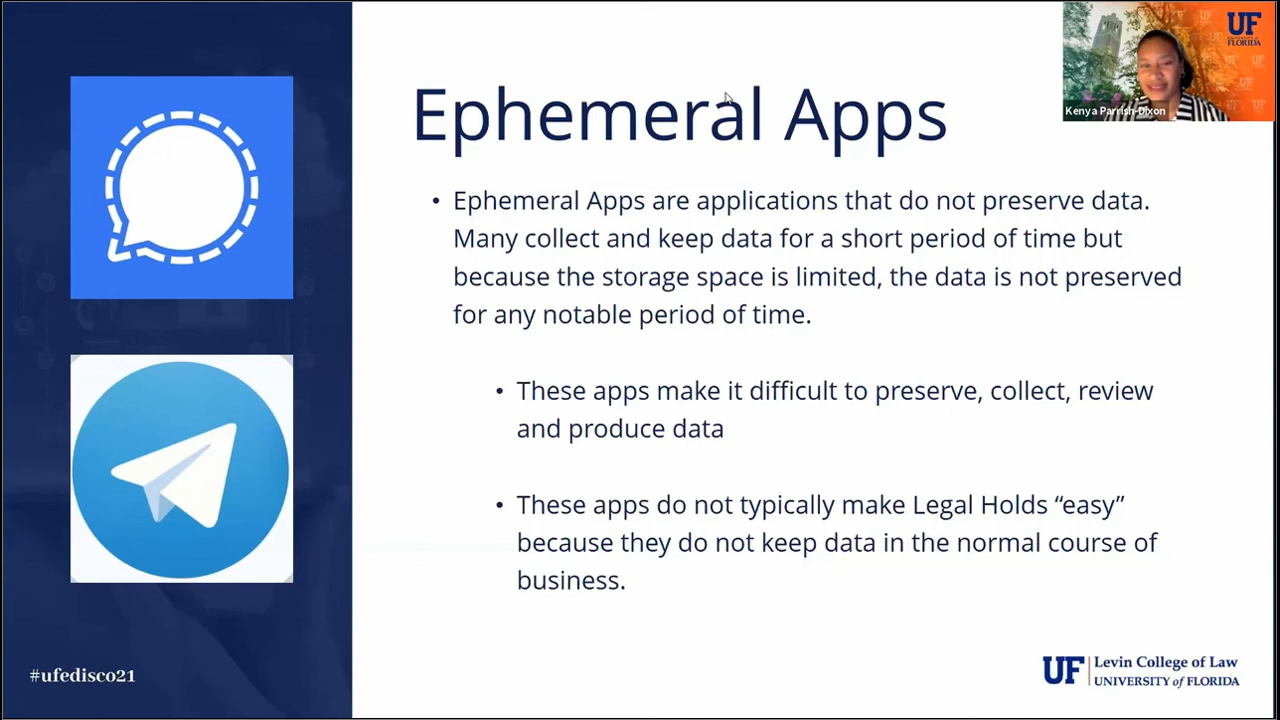 Ephemeral Apps
UF
UNIVERSITY of
FLORIDA
Kenya Parrish-Dixon
• Ephemeral Apps are applications that do not preserve data.
Many collect and keep data for a short period of time but
because the storage space is limited, the data is not preserved
for any notable period of time.
• These apps make it difficult to preserve, collect, review
and produce data
• These apps do not typically make Legal Holds “easy”
because they do not keep data in the normal course of
business.
#ufedisco21
UF
Levin College of Law
UNIVERSITY of FLORIDA